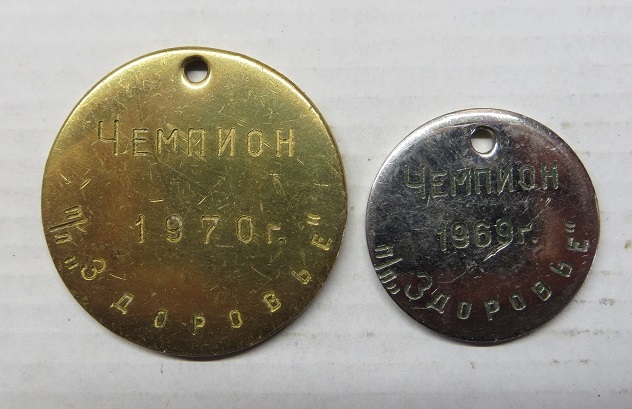 Чемпион
1970г.
п/л „Здоровье"
Чемпион
1969г.
п/л „Здоровье"